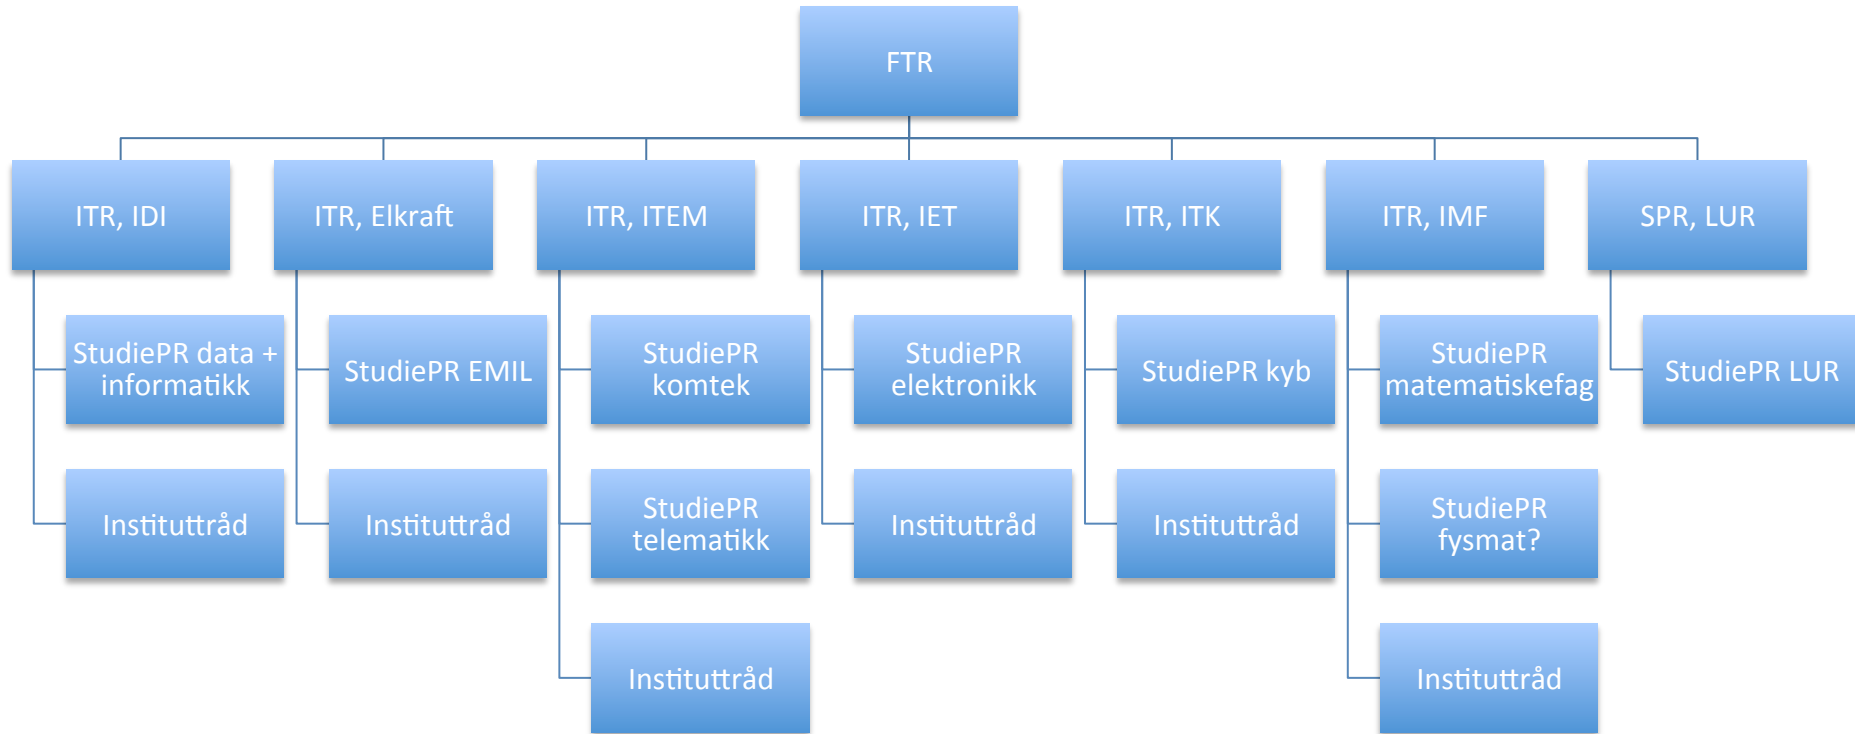 FTR
ITR, IDI
ITR, Elkraft
ITR, ITEM
ITR, IET
ITR, ITK
ITR, IMF
SPR, LUR
StudiePR data +
informatikk
StudiePR EMIL
StudiePR
komtek
StudiePR
elektronikk
StudiePR kyb
StudiePR
matematiskefag
StudiePR LUR
Instituttråd
Instituttråd
StudiePR
telematikk
Instituttråd
Instituttråd
StudiePR
fysmat?
Instituttråd
Instituttråd